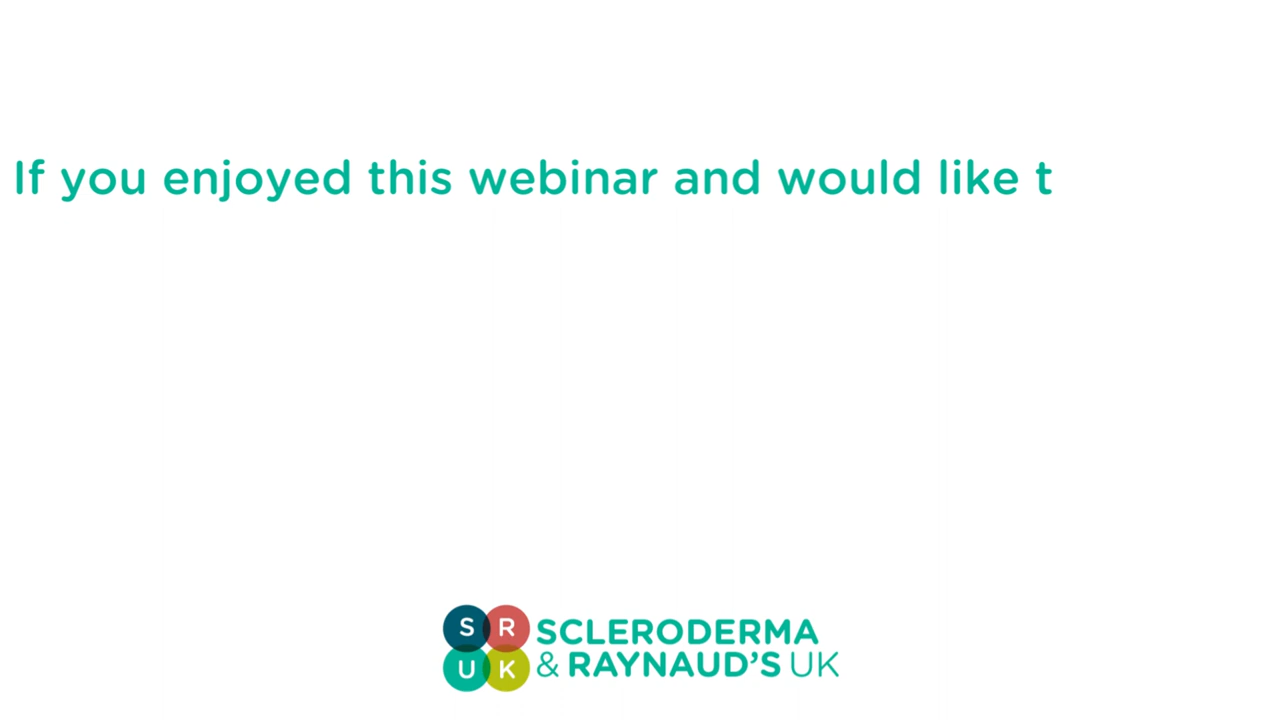 If you enjoyed this webinar and would like t
S R
U K
SCLERODERMA
& RAYNAUD'S UK